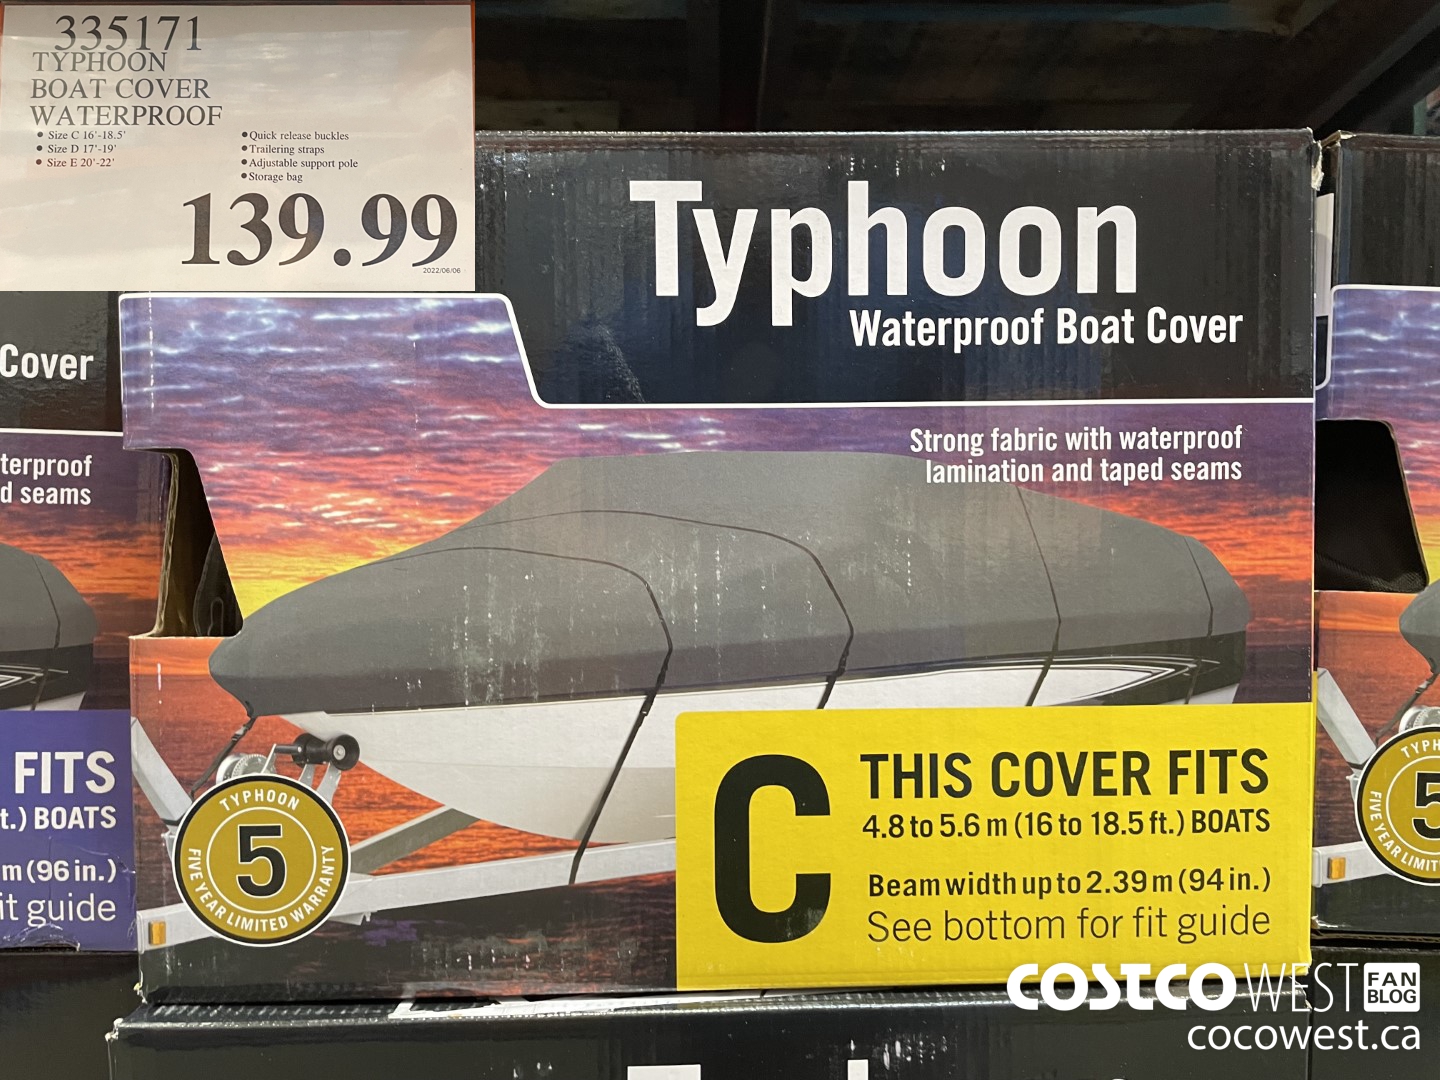 335171
TYPHOON
BOAT COVER
WATERPROOF
• Size C 16'-18.5'
• Size D 17'-19'
• Size E 20'-22'
• Quick release buckles
• Trailering straps
• Adjustable support pole
• Storage bag
139.99
2022/06/06
Typhoon
Waterproof Boat Cover
Strong fabric with waterproof
lamination and taped seams
C
THIS COVER FITS
4.8 to 5.6 m (16 to 18.5 ft.) BOATS
Beam width up to 2.39 m (94 in.)
See bottom for fit guide
TYPHOON
5
FIVE YEAR LIMITED WARRANTY
Cover
terproof
d seams
FITS
t.) BOATS
m (96 in.)
it guide
TYPH
5
FIVE YEAR LIMIT
COSTCO WEST FAN BLOG
cocowest.ca